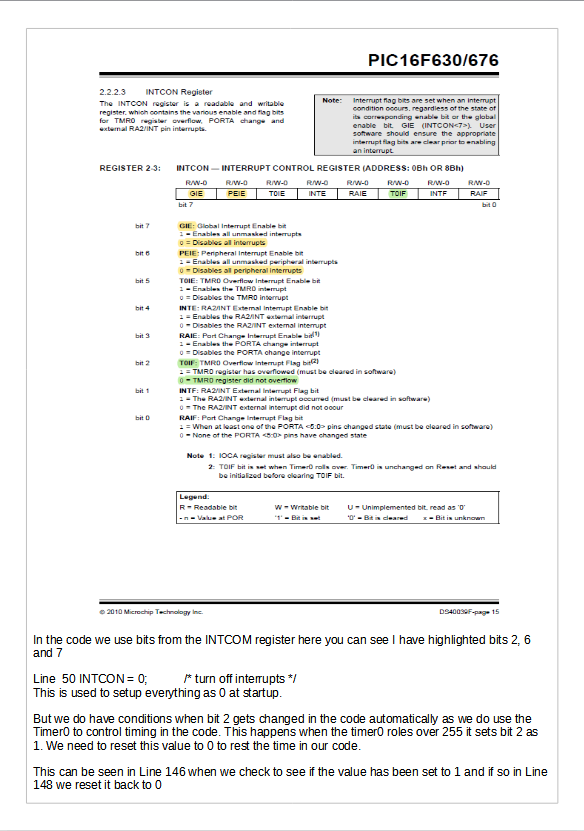 PIC16F630/676
2.2.2.3 INTCON Register
The INTCON register is a readable and writable
register, which contains the various enable and flag bits
for TMR0 register overflow, PORTA change and
external RA2/INT pin interrupts.
Note: Interrupt flag bits are set when an interrupt
condition occurs, regardless of the state of
its corresponding enable bit or the global
enable bit, GIE (INTCON<7>). User
software should ensure the appropriate
interrupt flag bits are clear prior to enabling
an interrupt.
REGISTER 2-3: INTCON — INTERRUPT CONTROL REGISTER (ADDRESS: 0Bh OR 8Bh)
R/W-0 R/W-0 R/W-0 R/W-0 R/W-0 R/W-0 R/W-0 R/W-0
GIE PEIE T0IE INTE RAIE T0IF INTF RAIF
bit 7 bit 0
bit 7 GIE: Global Interrupt Enable bit
1 = Enables all unmasked interrupts
0 = Disables all interrupts
bit 6 PEIE: Peripheral Interrupt Enable bit
1 = Enables all unmasked peripheral interrupts
0 = Disables all peripheral interrupts
bit 5 T0IE: TMR0 Overflow Interrupt Enable bit
1 = Enables the TMR0 interrupt
0 = Disables the TMR0 interrupt
bit 4 INTE: RA2/INT External Interrupt Enable bit
1 = Enables the RA2/INT external interrupt
0 = Disables the RA2/INT external interrupt
bit 3 RAIE: Port Change Interrupt Enable bit(1)
1 = Enables the PORTA change interrupt
0 = Disables the PORTA change interrupt
bit 2 T0IF: TMR0 Overflow Interrupt Flag bit(2)
1 = TMR0 register has overflowed (must be cleared in software)
0 = TMR0 register did not overflow
bit 1 INTF: RA2/INT External Interrupt Flag bit
1 = The RA2/INT external interrupt occurred (must be cleared in software)
0 = The RA2/INT external interrupt did not occur
bit 0 RAIF: Port Change Interrupt Flag bit
1 = When at least one of the PORTA <5:0> pins changed state (must be cleared in software)
0 = None of the PORTA <5:0> pins have changed state
Note 1: IOCA register must also be enabled.
2: T0IF bit is set when Timer0 rolls over. Timer0 is unchanged on Reset and should
be initialized before clearing T0IF bit.
Legend:
R = Readable bit W = Writable bit U = Unimplemented bit, read as '0'
- n = Value at POR '1' = Bit is set '0' = Bit is cleared x = Bit is unknown
© 2010 Microchip Technology Inc. DS40039F-page 15
In the code we use bits from the INTCOM register here you can see I have highlighted bits 2, 6
and 7
Line 50 INTCON = 0; /* turn off interrupts */
This is used to setup everything as 0 at startup.
But we do have conditions when bit 2 gets changed in the code automatically as we do use the
Timer0 to control timing in the code. This happens when the timer0 roles over 255 it sets bit 2 as
1. We need to reset this value to 0 to rest the time in our code.
This can be seen in Line 146 when we check to see if the value has been set to 1 and if so in Line
148 we reset it back to 0